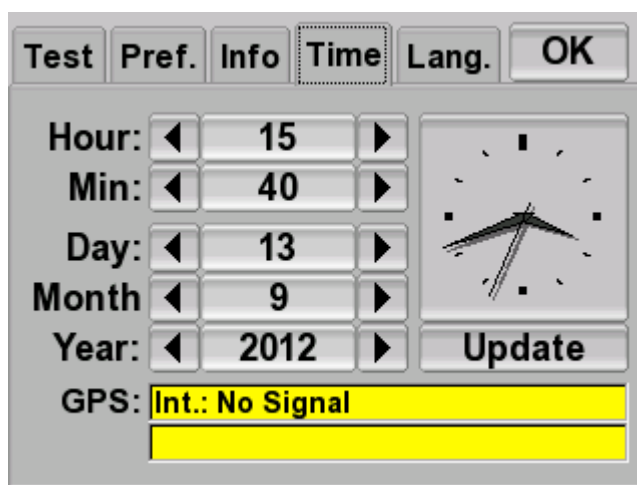 Test Pref. Info Time Lang. OK
Hour: 15
Min: 40
Day: 13
Month 9
Year: 2012 Update
GPS: Int.: No Signal